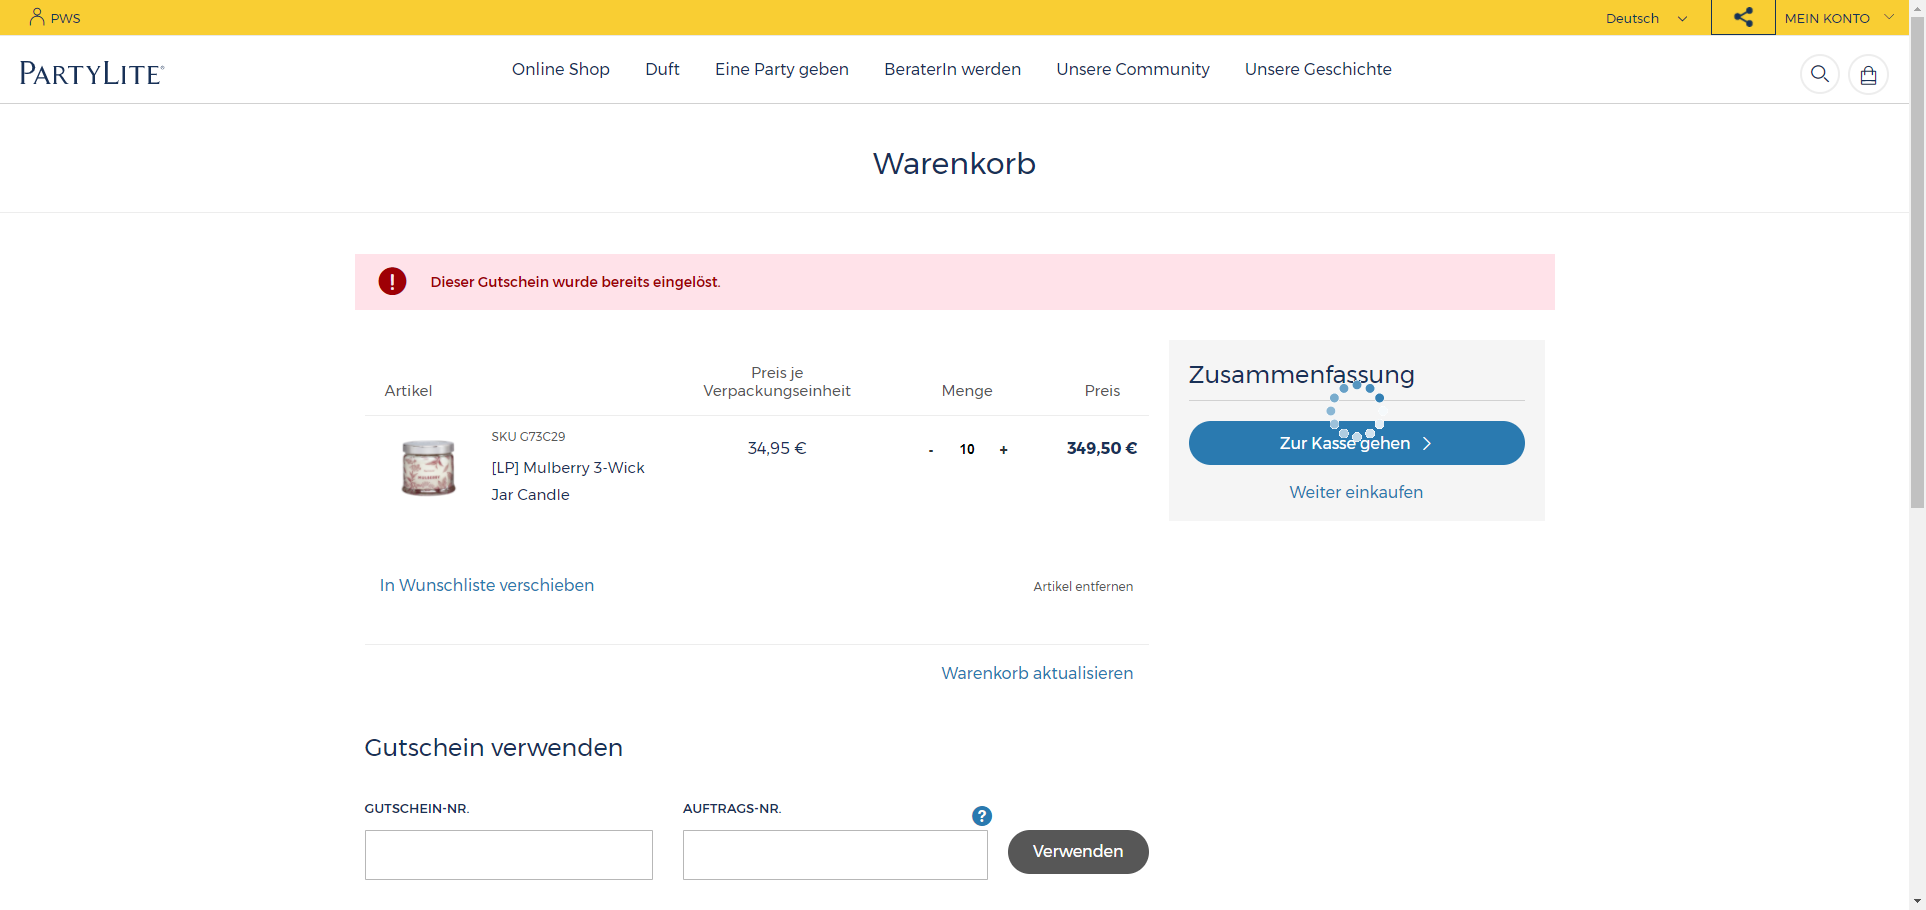 PWS
Deutsch
MEIN KONTO
PARTYLITE®
Online Shop
Duft
Eine Party geben
BeraterIn werden
Unsere Community
Unsere Geschichte
Warenkorb
! Dieser Gutschein wurde bereits eingelöst.
Artikel
Preis je
Verpackungseinheit
Menge
Preis
SKU G73C29
[LP] Mulberry 3-Wick
Jar Candle
34,95 €
- 10 +
349,50 €
In Wunschliste verschieben
Artikel entfernen
Warenkorb aktualisieren
Zusammenfassung
Zur Kasse gehen
Weiter einkaufen
Gutschein verwenden
GUTSCHEIN-NR.
AUFTRAGS-NR.
?
Verwenden